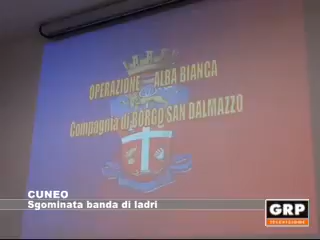 OPERAZIONE ALBA BIANCA
Compagnia di BORGO SAN DALMAZZO
CUNEO
Sgominata banda di ladri
GRP
TELEVISIONE